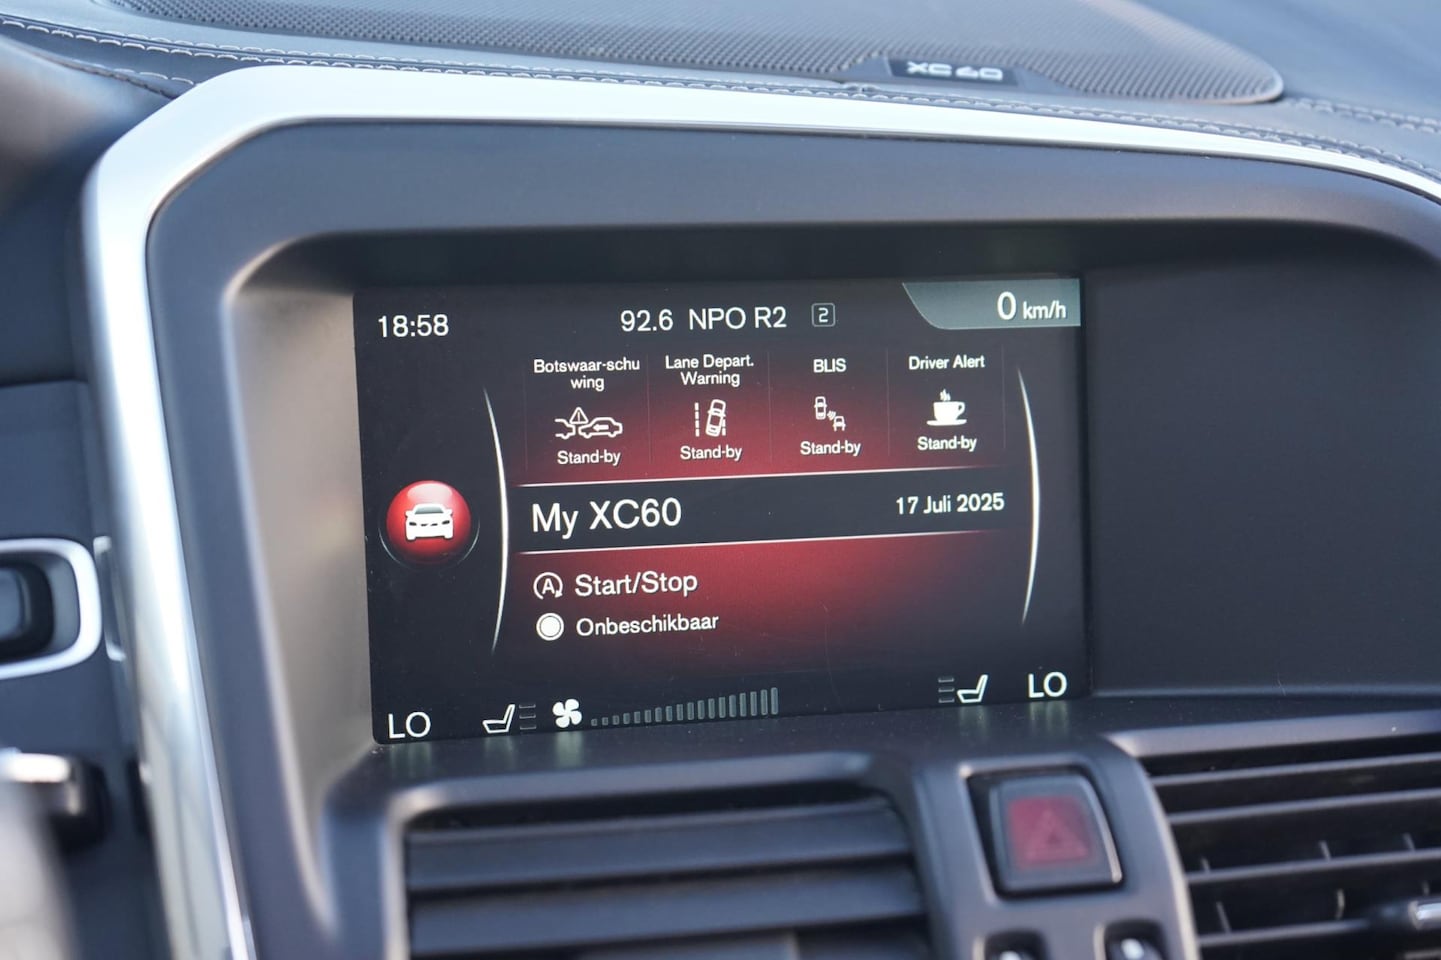 XC60
18:58
92.6 NPO R2 2
0 km/h
Botswaar-schu
wing
Stand-by
Lane Depart.
Warning
Stand-by
BLIS
Stand-by
Driver Alert
Stand-by
My XC60
17 Juli 2025
A Start/Stop
Onbeschikbaar
LO
LO